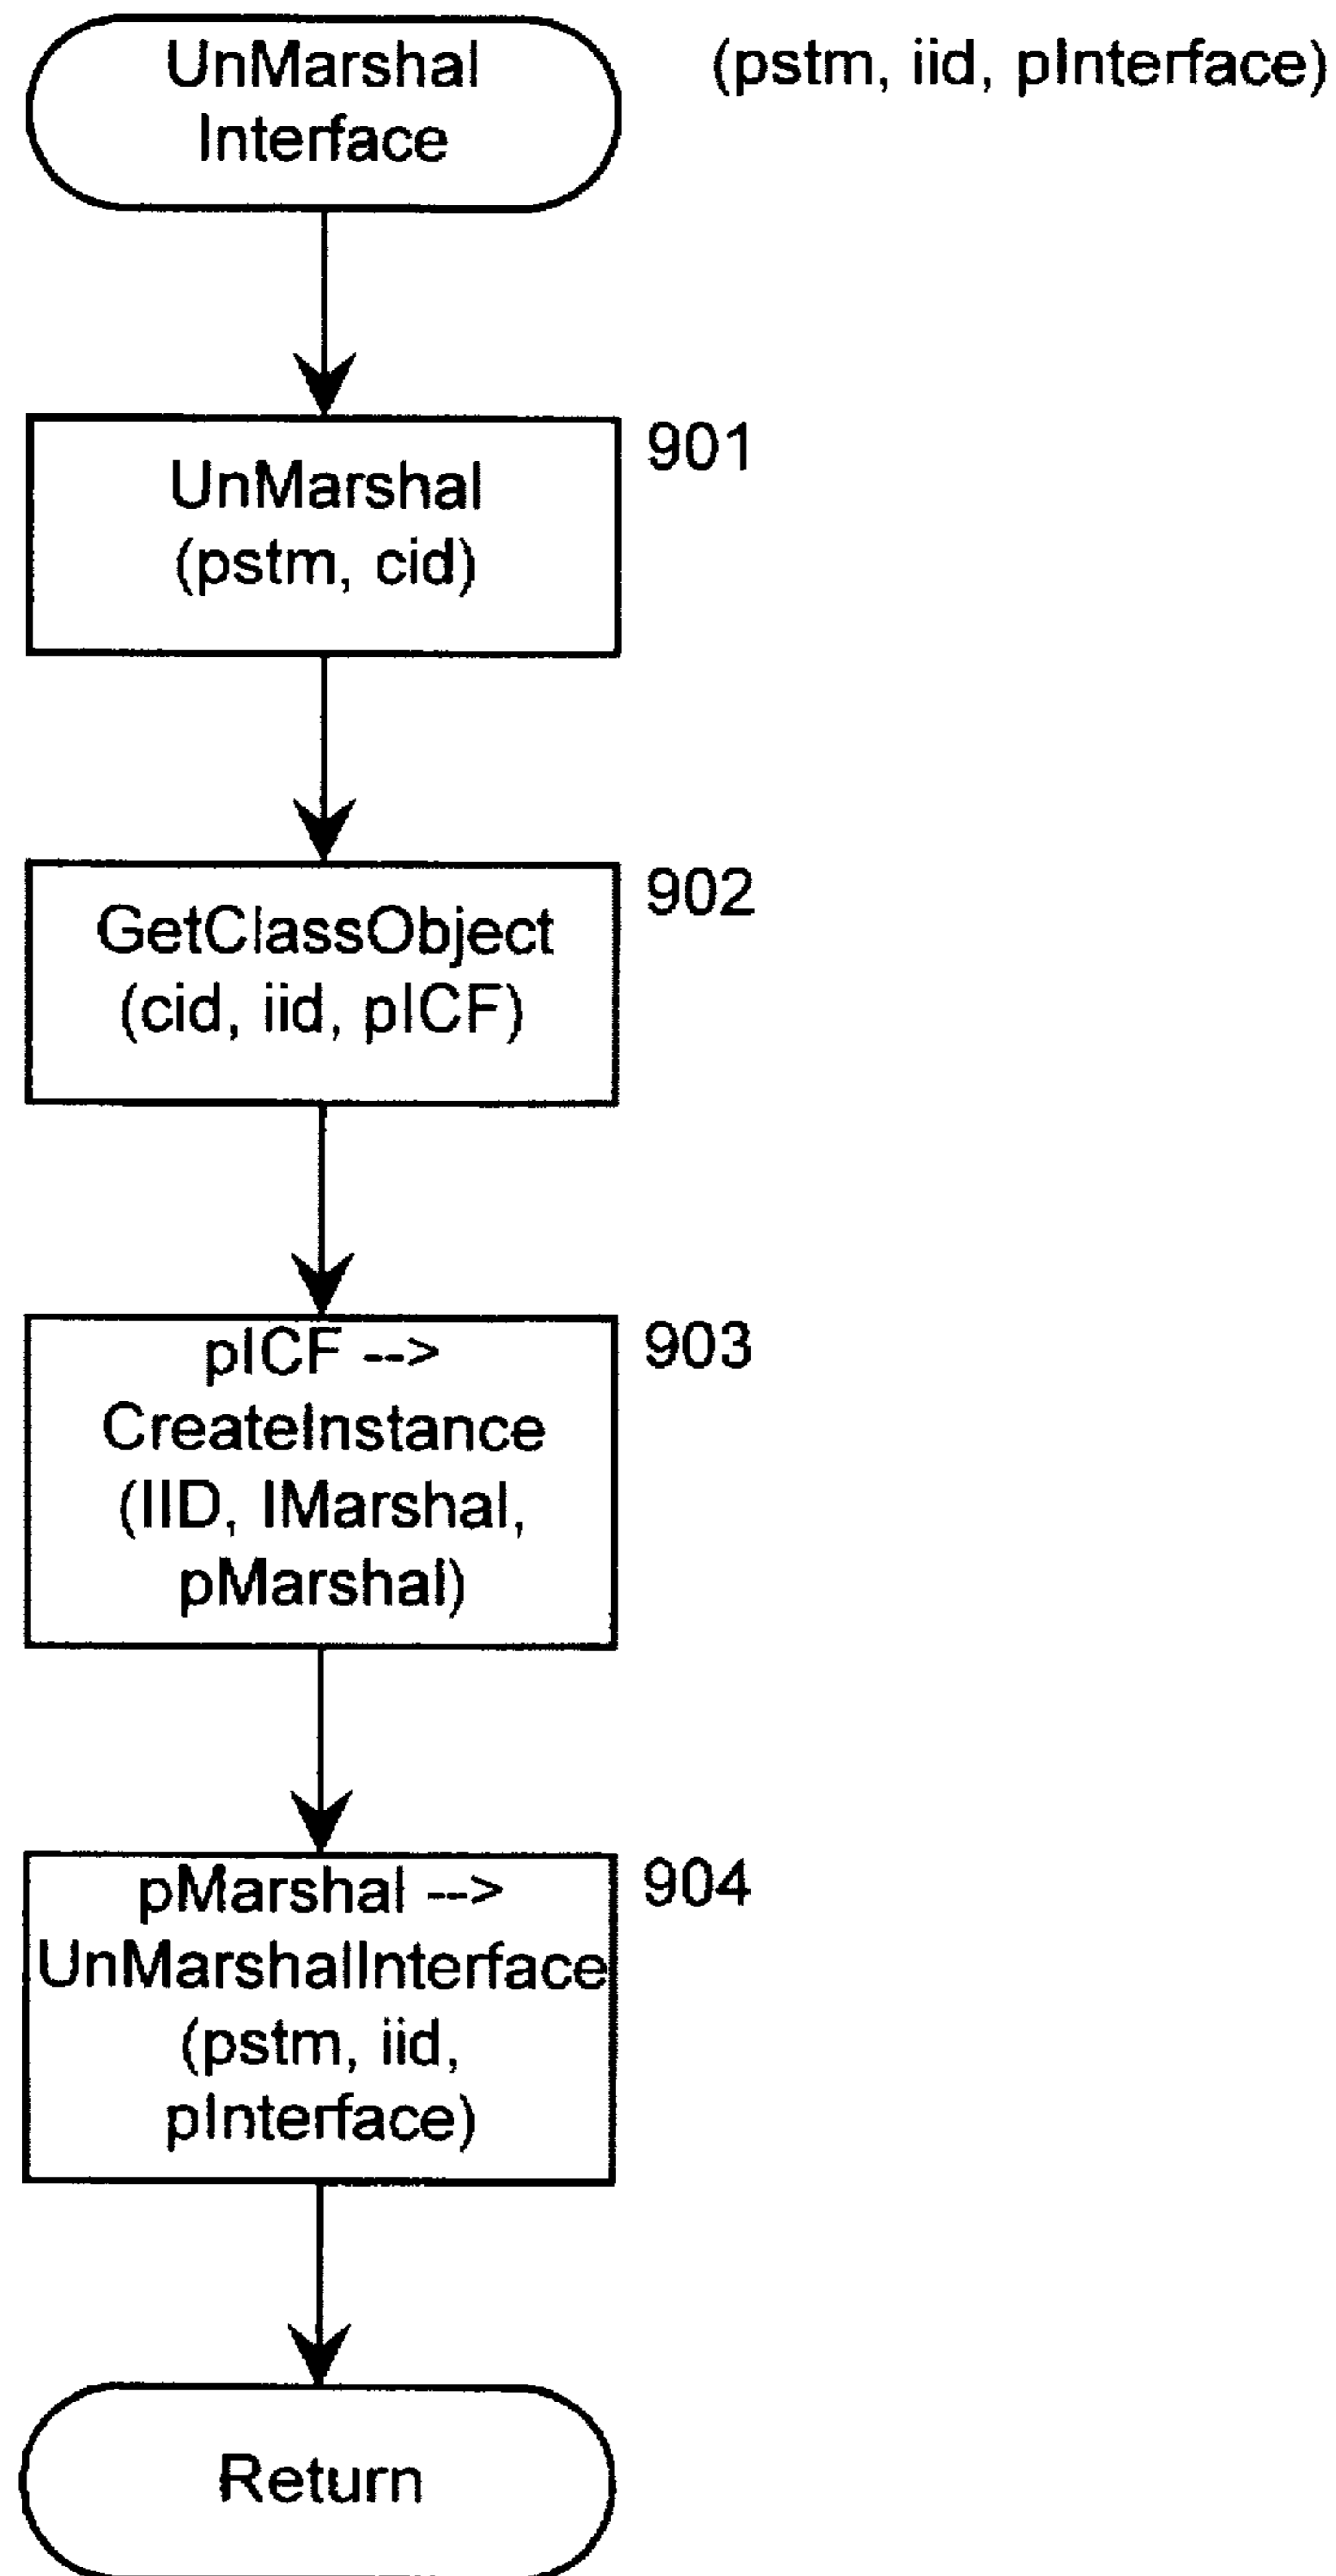 UnMarshal
Interface
(pstm, iid, pInterface)
UnMarshal
(pstm, cid)
901
GetClassObject
(cid, iid, pICF)
902
pICF -->
CreateInstance
(IID, IMarshal,
pMarshal)
903
pMarshal -->
UnMarshalInterface
(pstm, iid,
pInterface)
904
Return